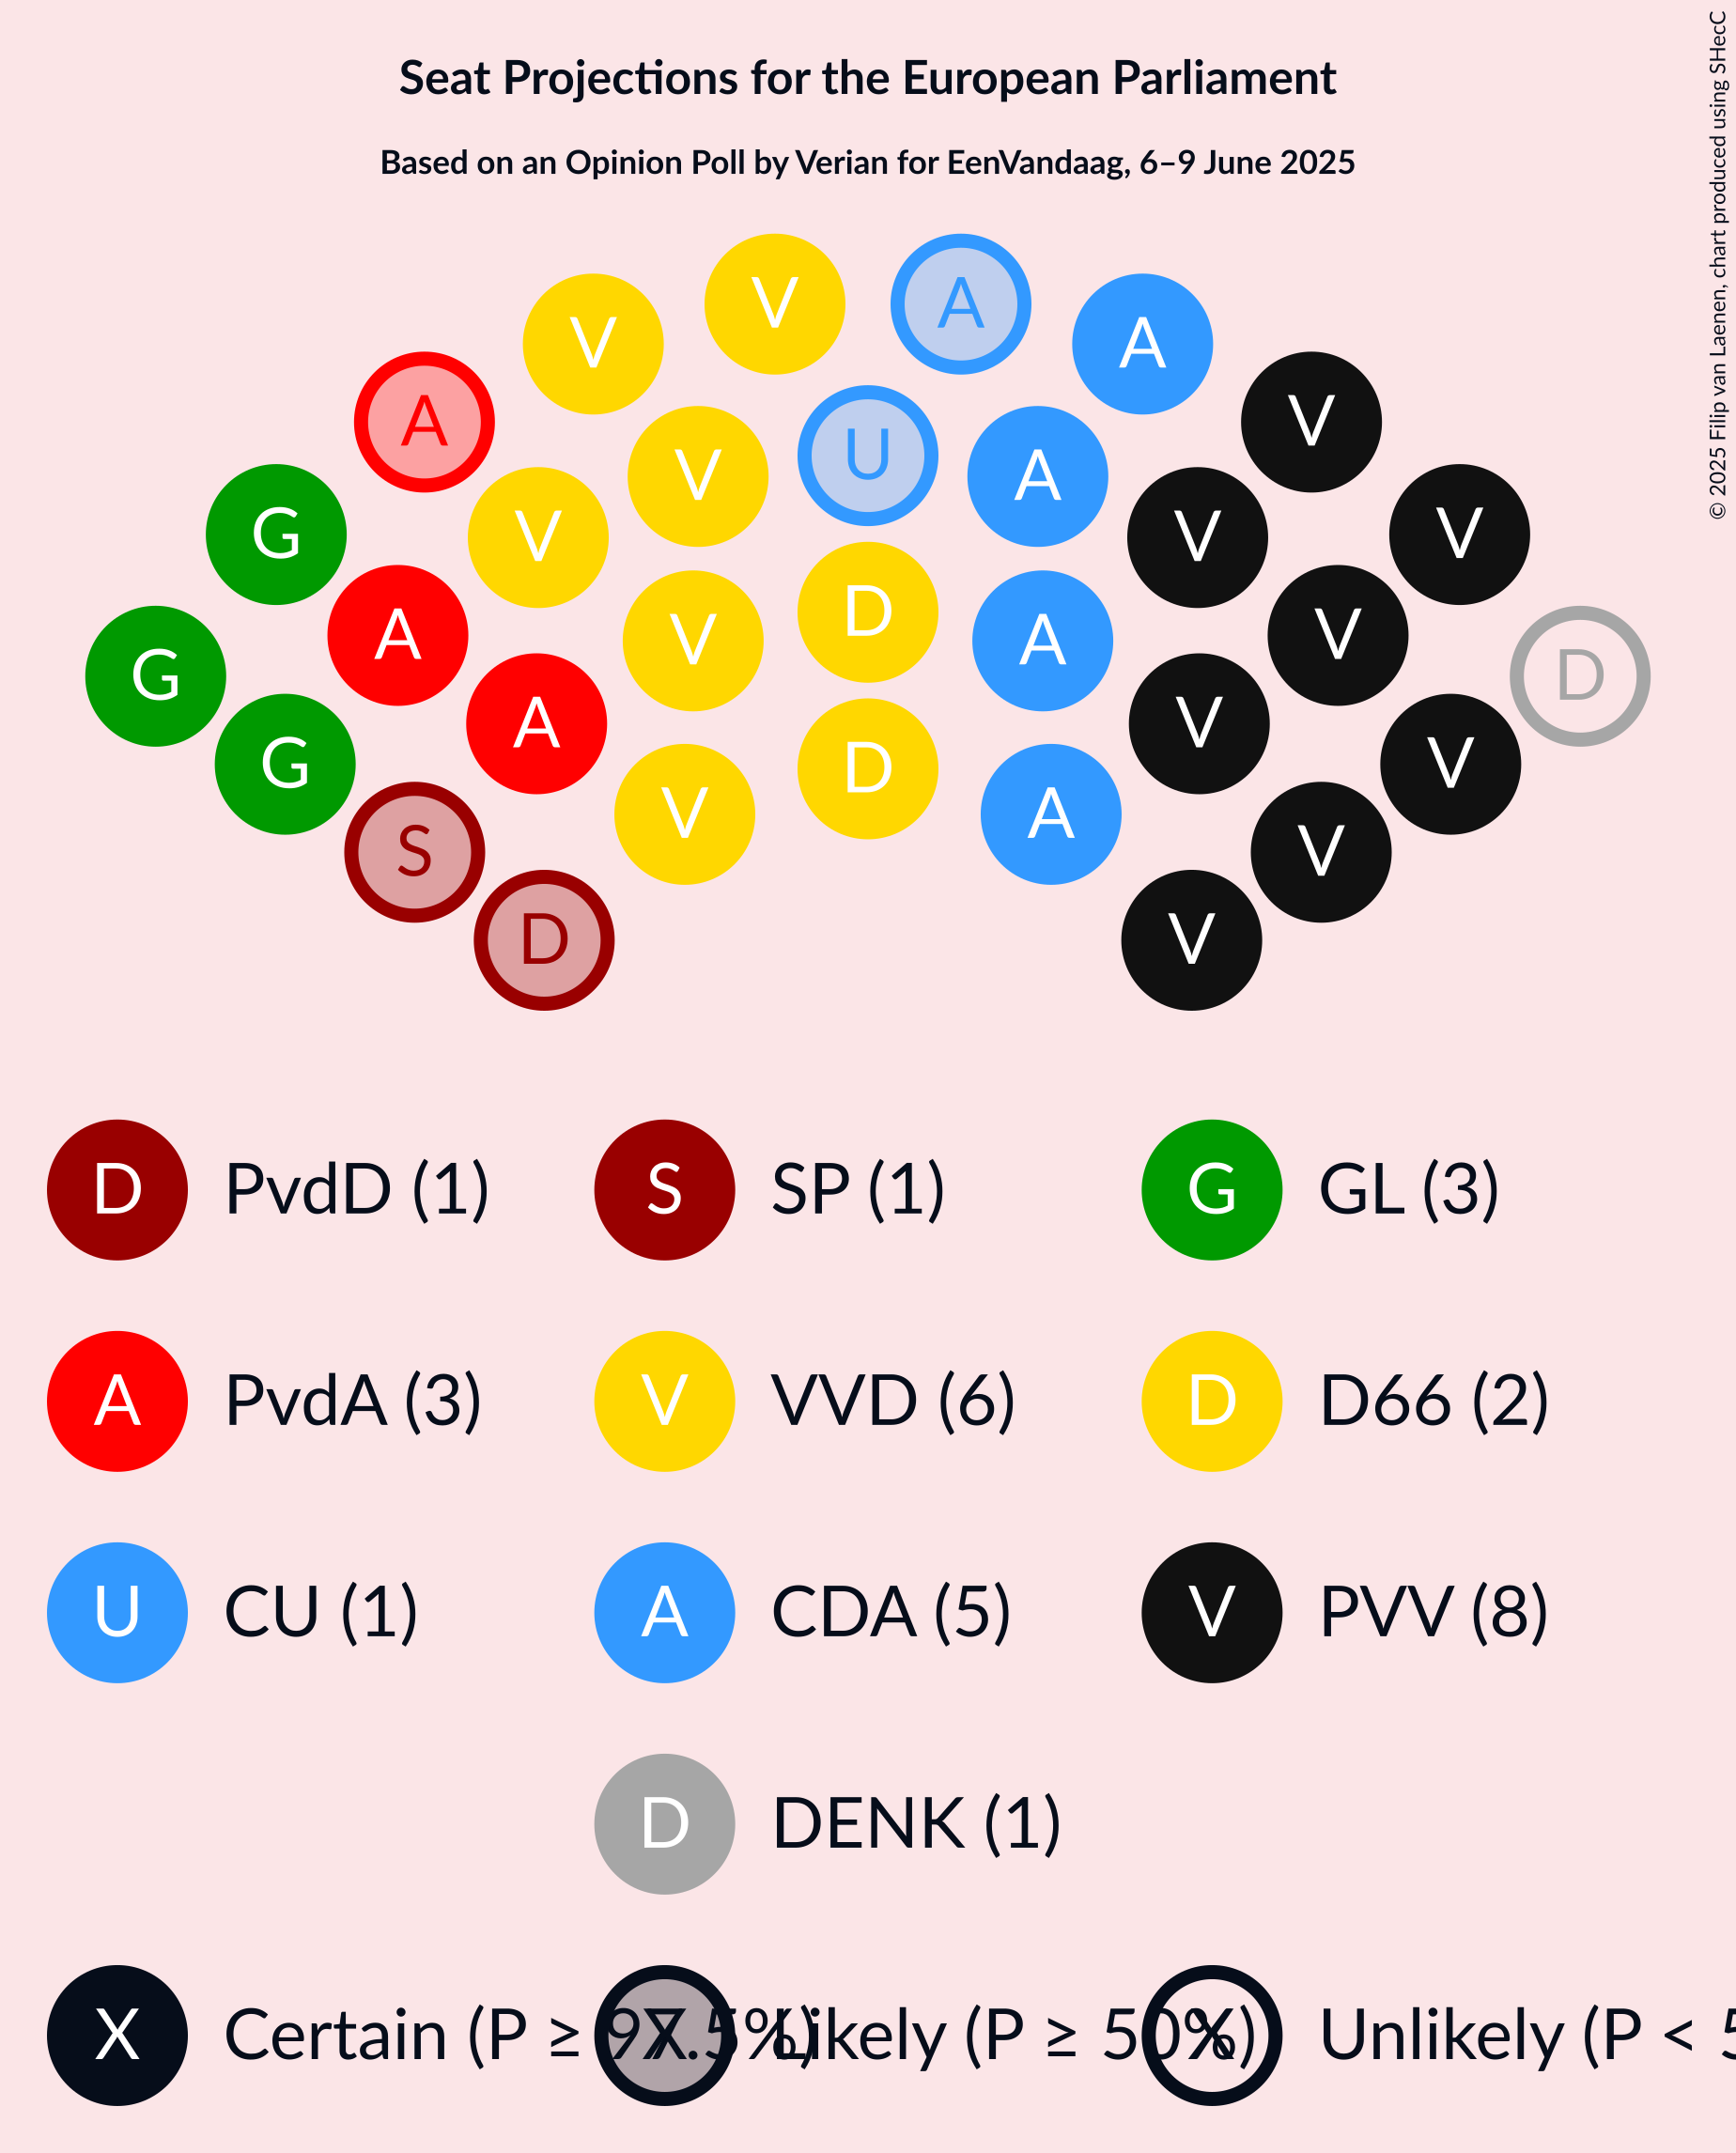 Seat Projections for the European Parliament
Based on an Opinion Poll by Verian for EenVandaag, 6–9 June 2025
© 2025 Filip van Laenen, chart produced using SHecC
V A
V A
A V
U
V A
G V V V
D
A V A V
G V D
A V
G V
D
V A
S V
D V
D PvdD (1) S SP (1) G GL (3)
A PvdA (3) V VVD (6) D D66 (2)
U CU (1) A CDA (5) V PVV (8)
D DENK (1)
X Certain (P ≥ 97.5%) X Likely (P ≥ 50%) X Unlikely (P < 5